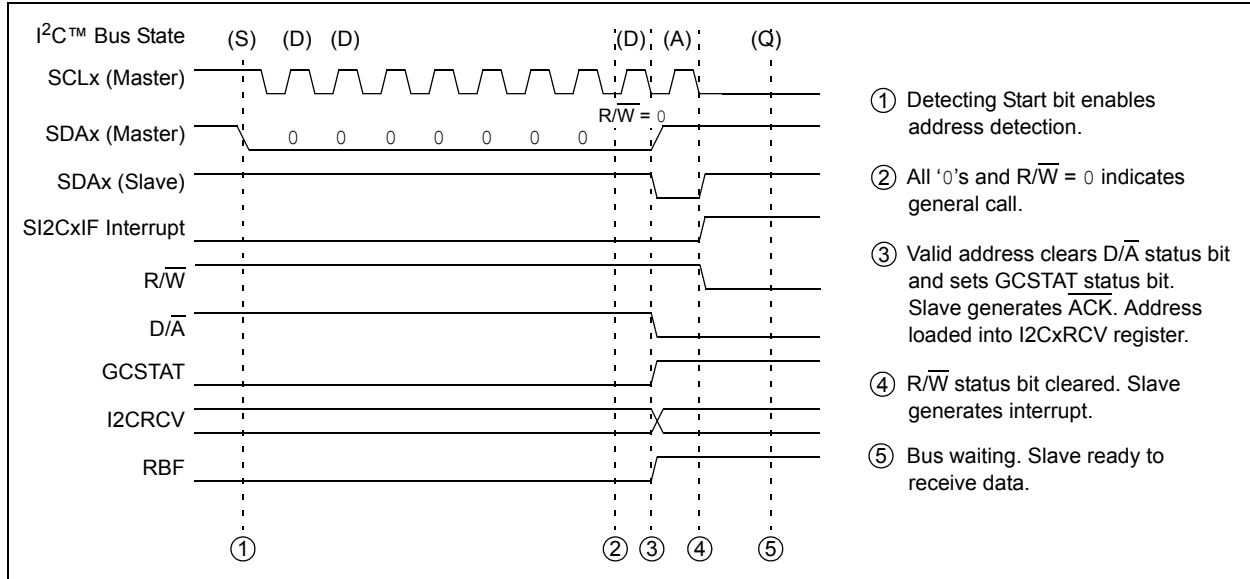 I²C™ Bus State (S) (D) (D) (D) (A) (Q)
SCLx (Master)
R/W̅ = 0
SDAx (Master) 0 0 0 0 0 0 0
SDAx (Slave)
SI2CxIF Interrupt
R/W̅
D/A̅
GCSTAT
I2CRCV
RBF
1 2 3 4 5
① Detecting Start bit enables
address detection.
② All ‘0’s and R/W̅ = 0 indicates
general call.
③ Valid address clears D/A̅ status bit
and sets GCSTAT status bit.
Slave generates A̅C̅K̅. Address
loaded into I2CxRCV register.
④ R/W̅ status bit cleared. Slave
generates interrupt.
⑤ Bus waiting. Slave ready to
receive data.